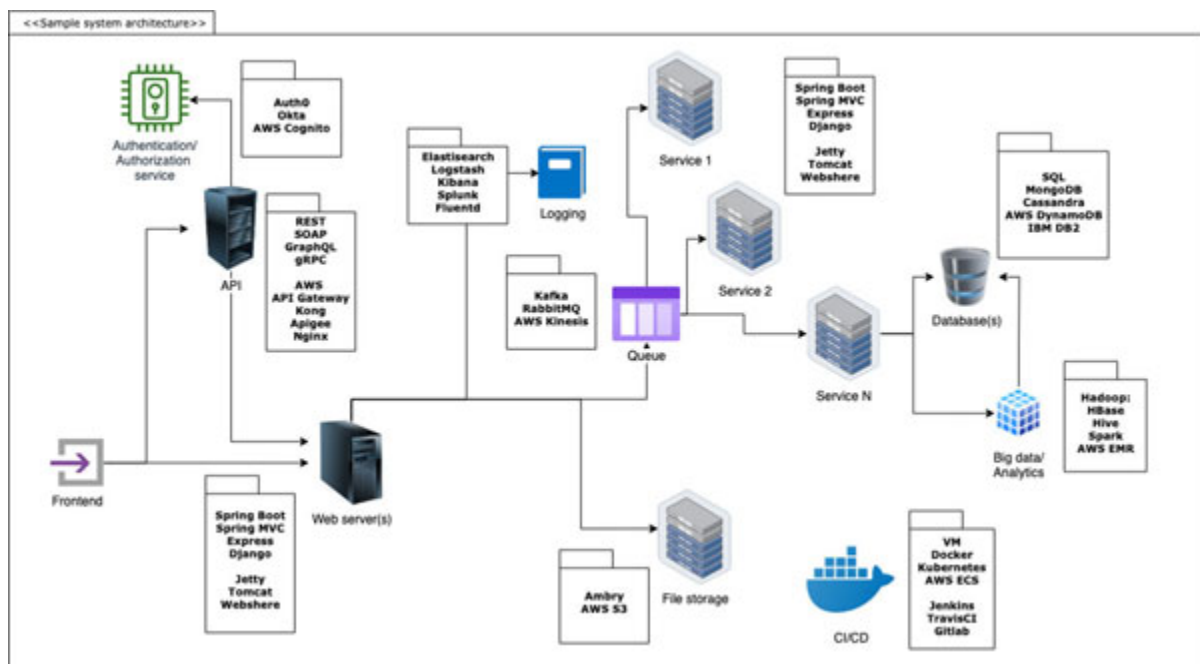 <<Sample system architecture>>
Authentication/
Authorization
service
Auth0
Okta
AWS Cognito
API
REST
SOAP
GraphQL
gRPC
AWS
API Gateway
Kong
Apigee
Nginx
Elastisearch
Logstash
Kibana
Splunk
Fluentd
Logging
Service 1
Spring Boot
Spring MVC
Express
Django
Jetty
Tomcat
Webshere
Service 2
Kafka
RabbitMQ
AWS Kinesis
Queue
Service N
SQL
MongoDB
Cassandra
AWS DynamoDB
IBM DB2
Database(s)
Hadoop:
HBase
Hive
Spark
AWS EMR
Big data/
Analytics
Frontend
Web server(s)
Spring Boot
Spring MVC
Express
Django
Jetty
Tomcat
Webshere
Ambry
AWS S3
File storage
CI/CD
VM
Docker
Kubernetes
AWS ECS
Jenkins
TravisCI
Gitlab